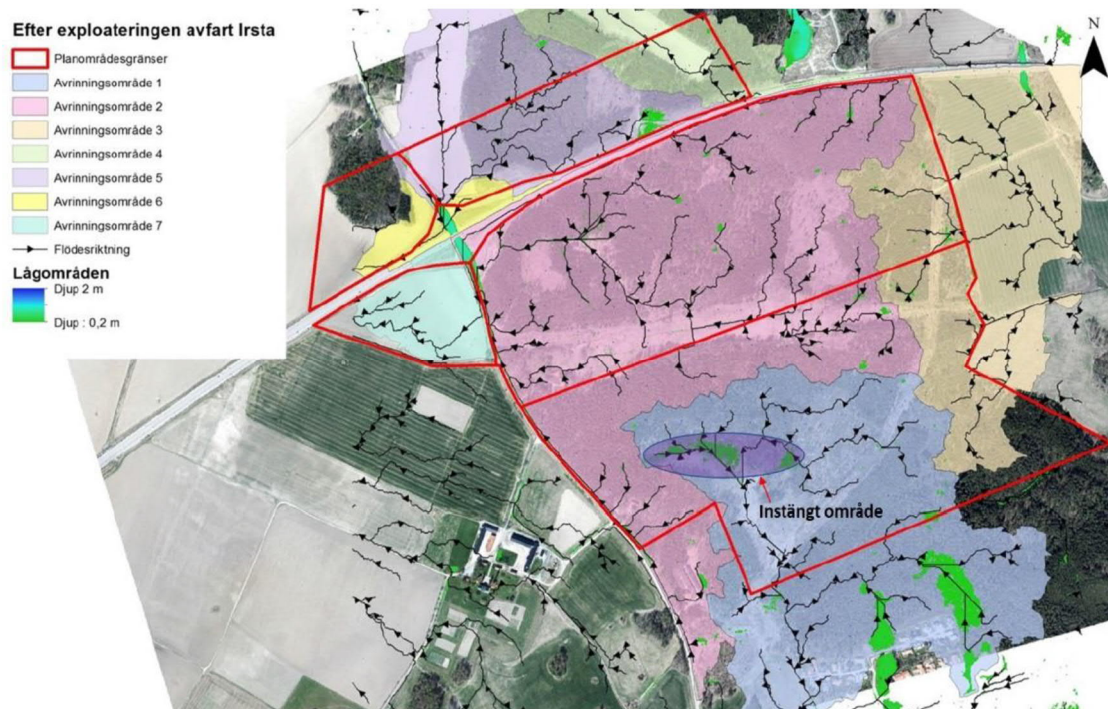 Efter exploateringen avfart Irsta
Planområdesgränser
Avrinningsområde 1
Avrinningsområde 2
Avrinningsområde 3
Avrinningsområde 4
Avrinningsområde 5
Avrinningsområde 6
Avrinningsområde 7
Flödesriktning
Lågområden
Djup 2 m
Djup : 0,2 m
N
Instängt område